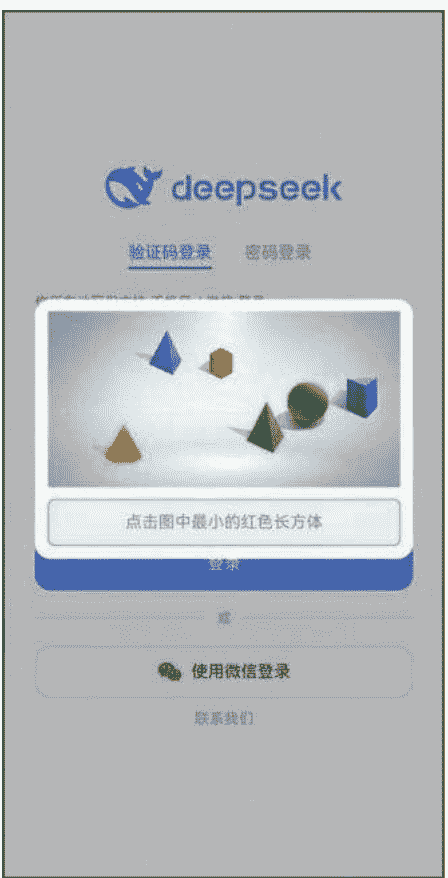 deepseek
验证码登录 密码登录
点击图中最小的红色长方体
登录
或
使用微信登录
联系我们